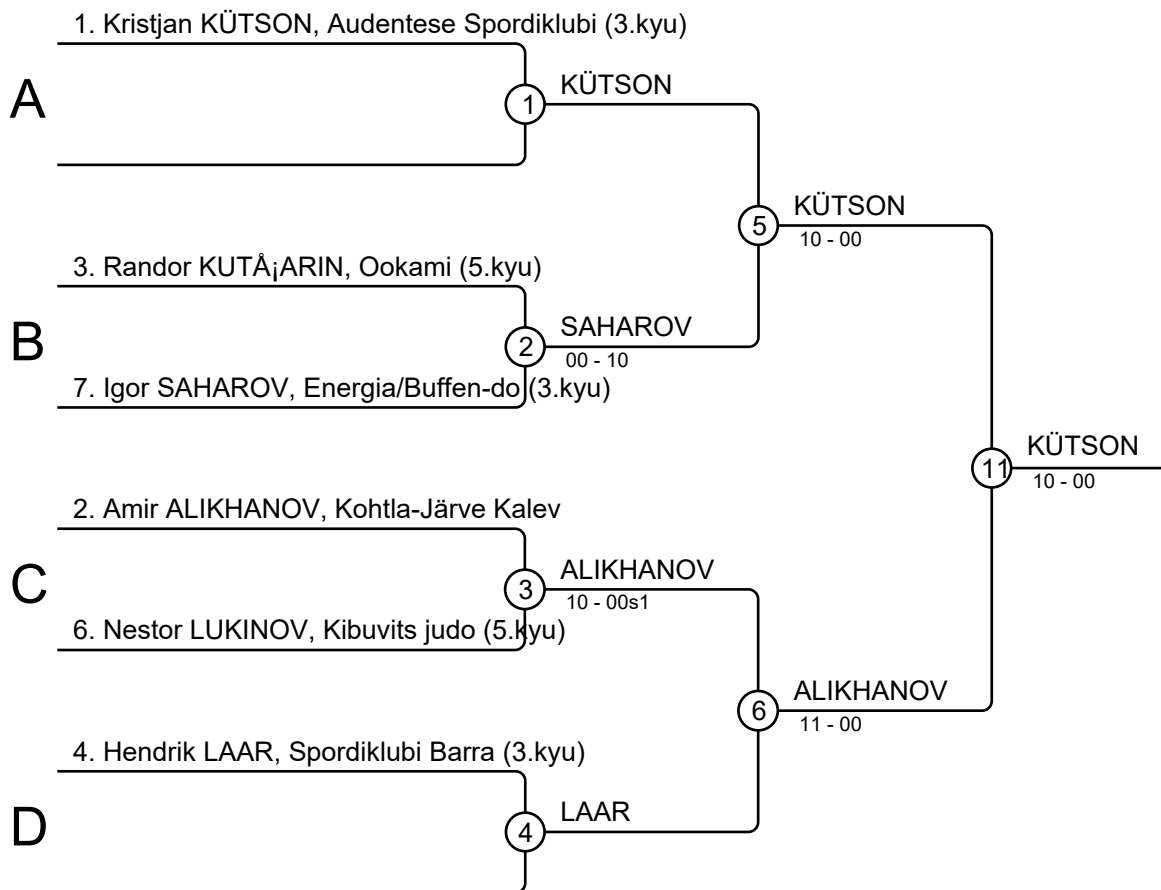 1. Kristjan KÜTSON, Audentese Spordiklubi (3.kyu)
A
1
KÜTSON
5
KÜTSON
10 - 00
3. Randor KUTÅ¡ARIN, Ookami (5.kyu)
B
2
SAHAROV
00 - 10
7. Igor SAHAROV, Energia/Buffen-do (3.kyu)
11
KÜTSON
10 - 00
2. Amir ALIKHANOV, Kohtla-Järve Kalev
C
3
ALIKHANOV
10 - 00s1
6. Nestor LUKINOV, Kibuvits judo (5.kyu)
6
ALIKHANOV
11 - 00
4. Hendrik LAAR, Spordiklubi Barra (3.kyu)
D
4
LAAR